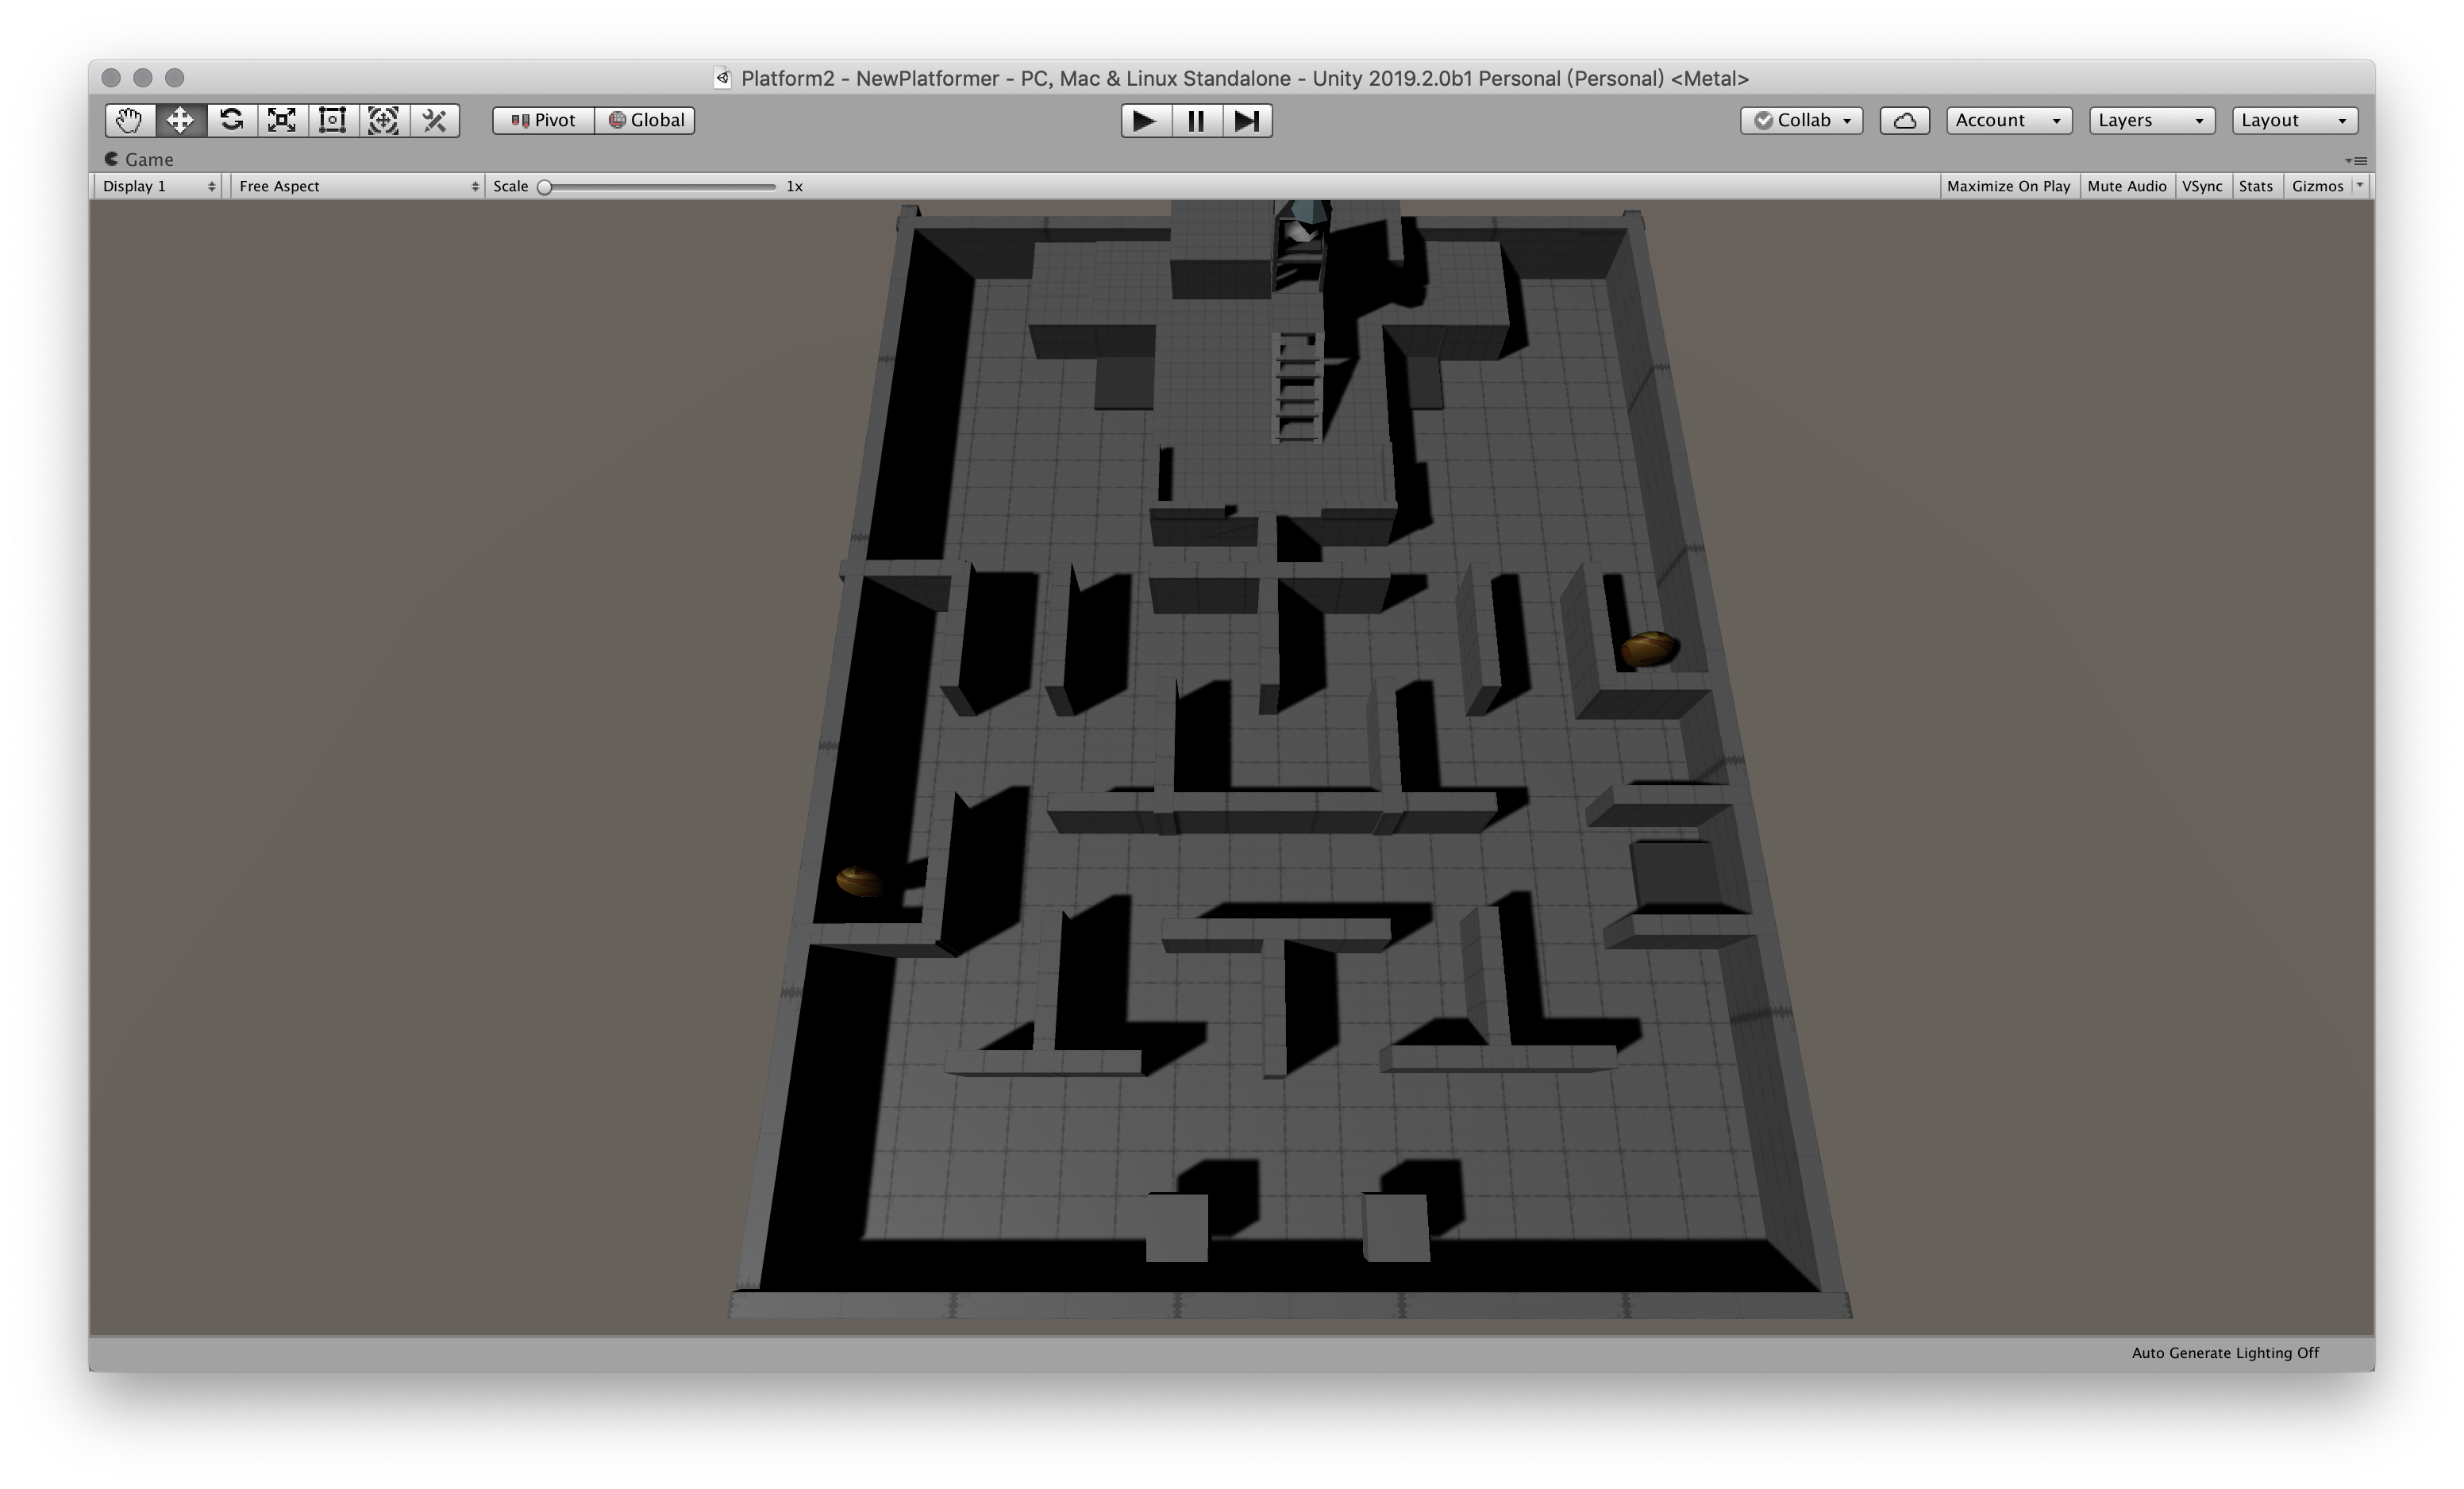 Platform2 - NewPlatformer - PC, Mac & Linux Standalone - Unity 2019.2.0b1 Personal (Personal) <Metal>
Pivot Global Collab Account Layers Layout
Game
Display 1 Free Aspect Scale 1x Maximize On Play Mute Audio VSync Stats Gizmos
Auto Generate Lighting Off